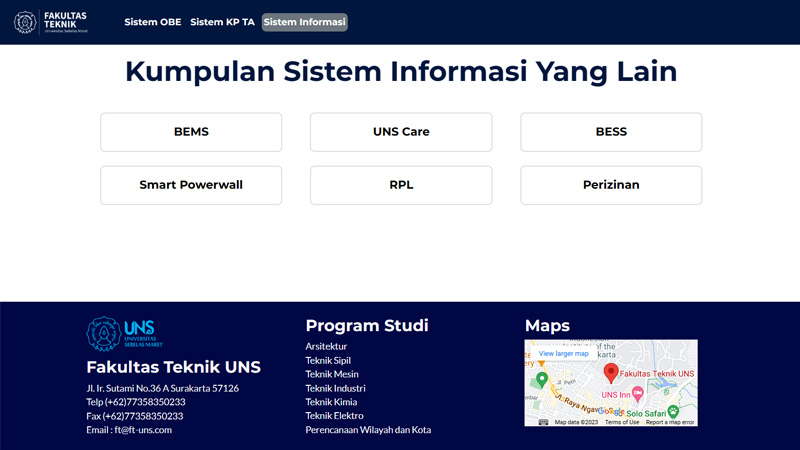 FAKULTAS
TEKNIK
Universitas Sebelas Maret
Sistem OBE
Sistem KP TA
Sistem Informasi
Kumpulan Sistem Informasi Yang Lain
BEMS
UNS Care
BESS
Smart Powerwall
RPL
Perizinan
UNS
UNIVERSITAS
SEBELAS MARET
Fakultas Teknik UNS
Jl. Ir. Sutami No.36 A Surakarta 57126
Telp (+62)77358350233
Fax (+62)77358350233
Email : ft@ft-uns.com
Program Studi
Arsitektur
Teknik Sipil
Teknik Mesin
Teknik Industri
Teknik Kimia
Teknik Elektro
Perencanaan Wilayah dan Kota
Maps
View larger map
Fakultas Teknik UNS
UNS Inn
Solo Safari
Google
Map data ©2023
Terms of Use
Report a map error